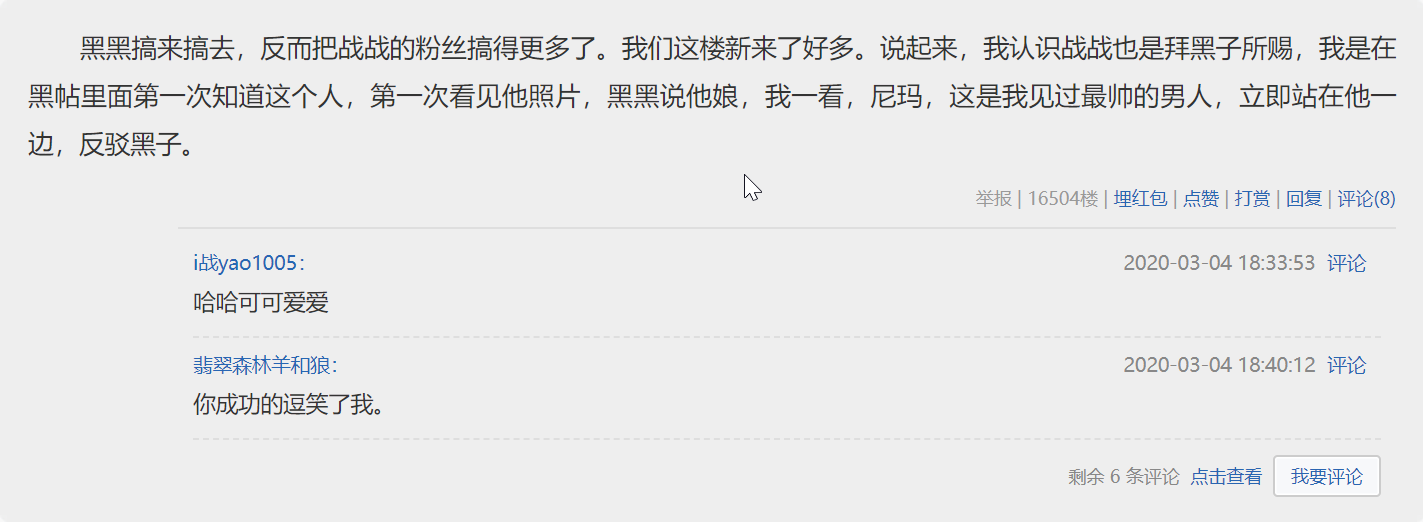 黑黑搞来搞去，反而把战战的粉丝搞得更多了。我们这楼新来了好多。说起来，我认识战战也是拜黑子所赐，我是在
黑帖里面第一次知道这个人，第一次看见他照片，黑黑说他娘，我一看，尼玛，这是我见过最帅的男人，立即站在他一
边，反驳黑子。
举报 | 16504楼 | 埋红包 | 点赞 | 打赏 | 回复 | 评论(8)
i战yao1005： 2020-03-04 18:33:53 评论
哈哈可可爱爱
翡翠森林羊和狼： 2020-03-04 18:40:12 评论
你成功的逗笑了我。
剩余 6 条评论 点击查看 我要评论